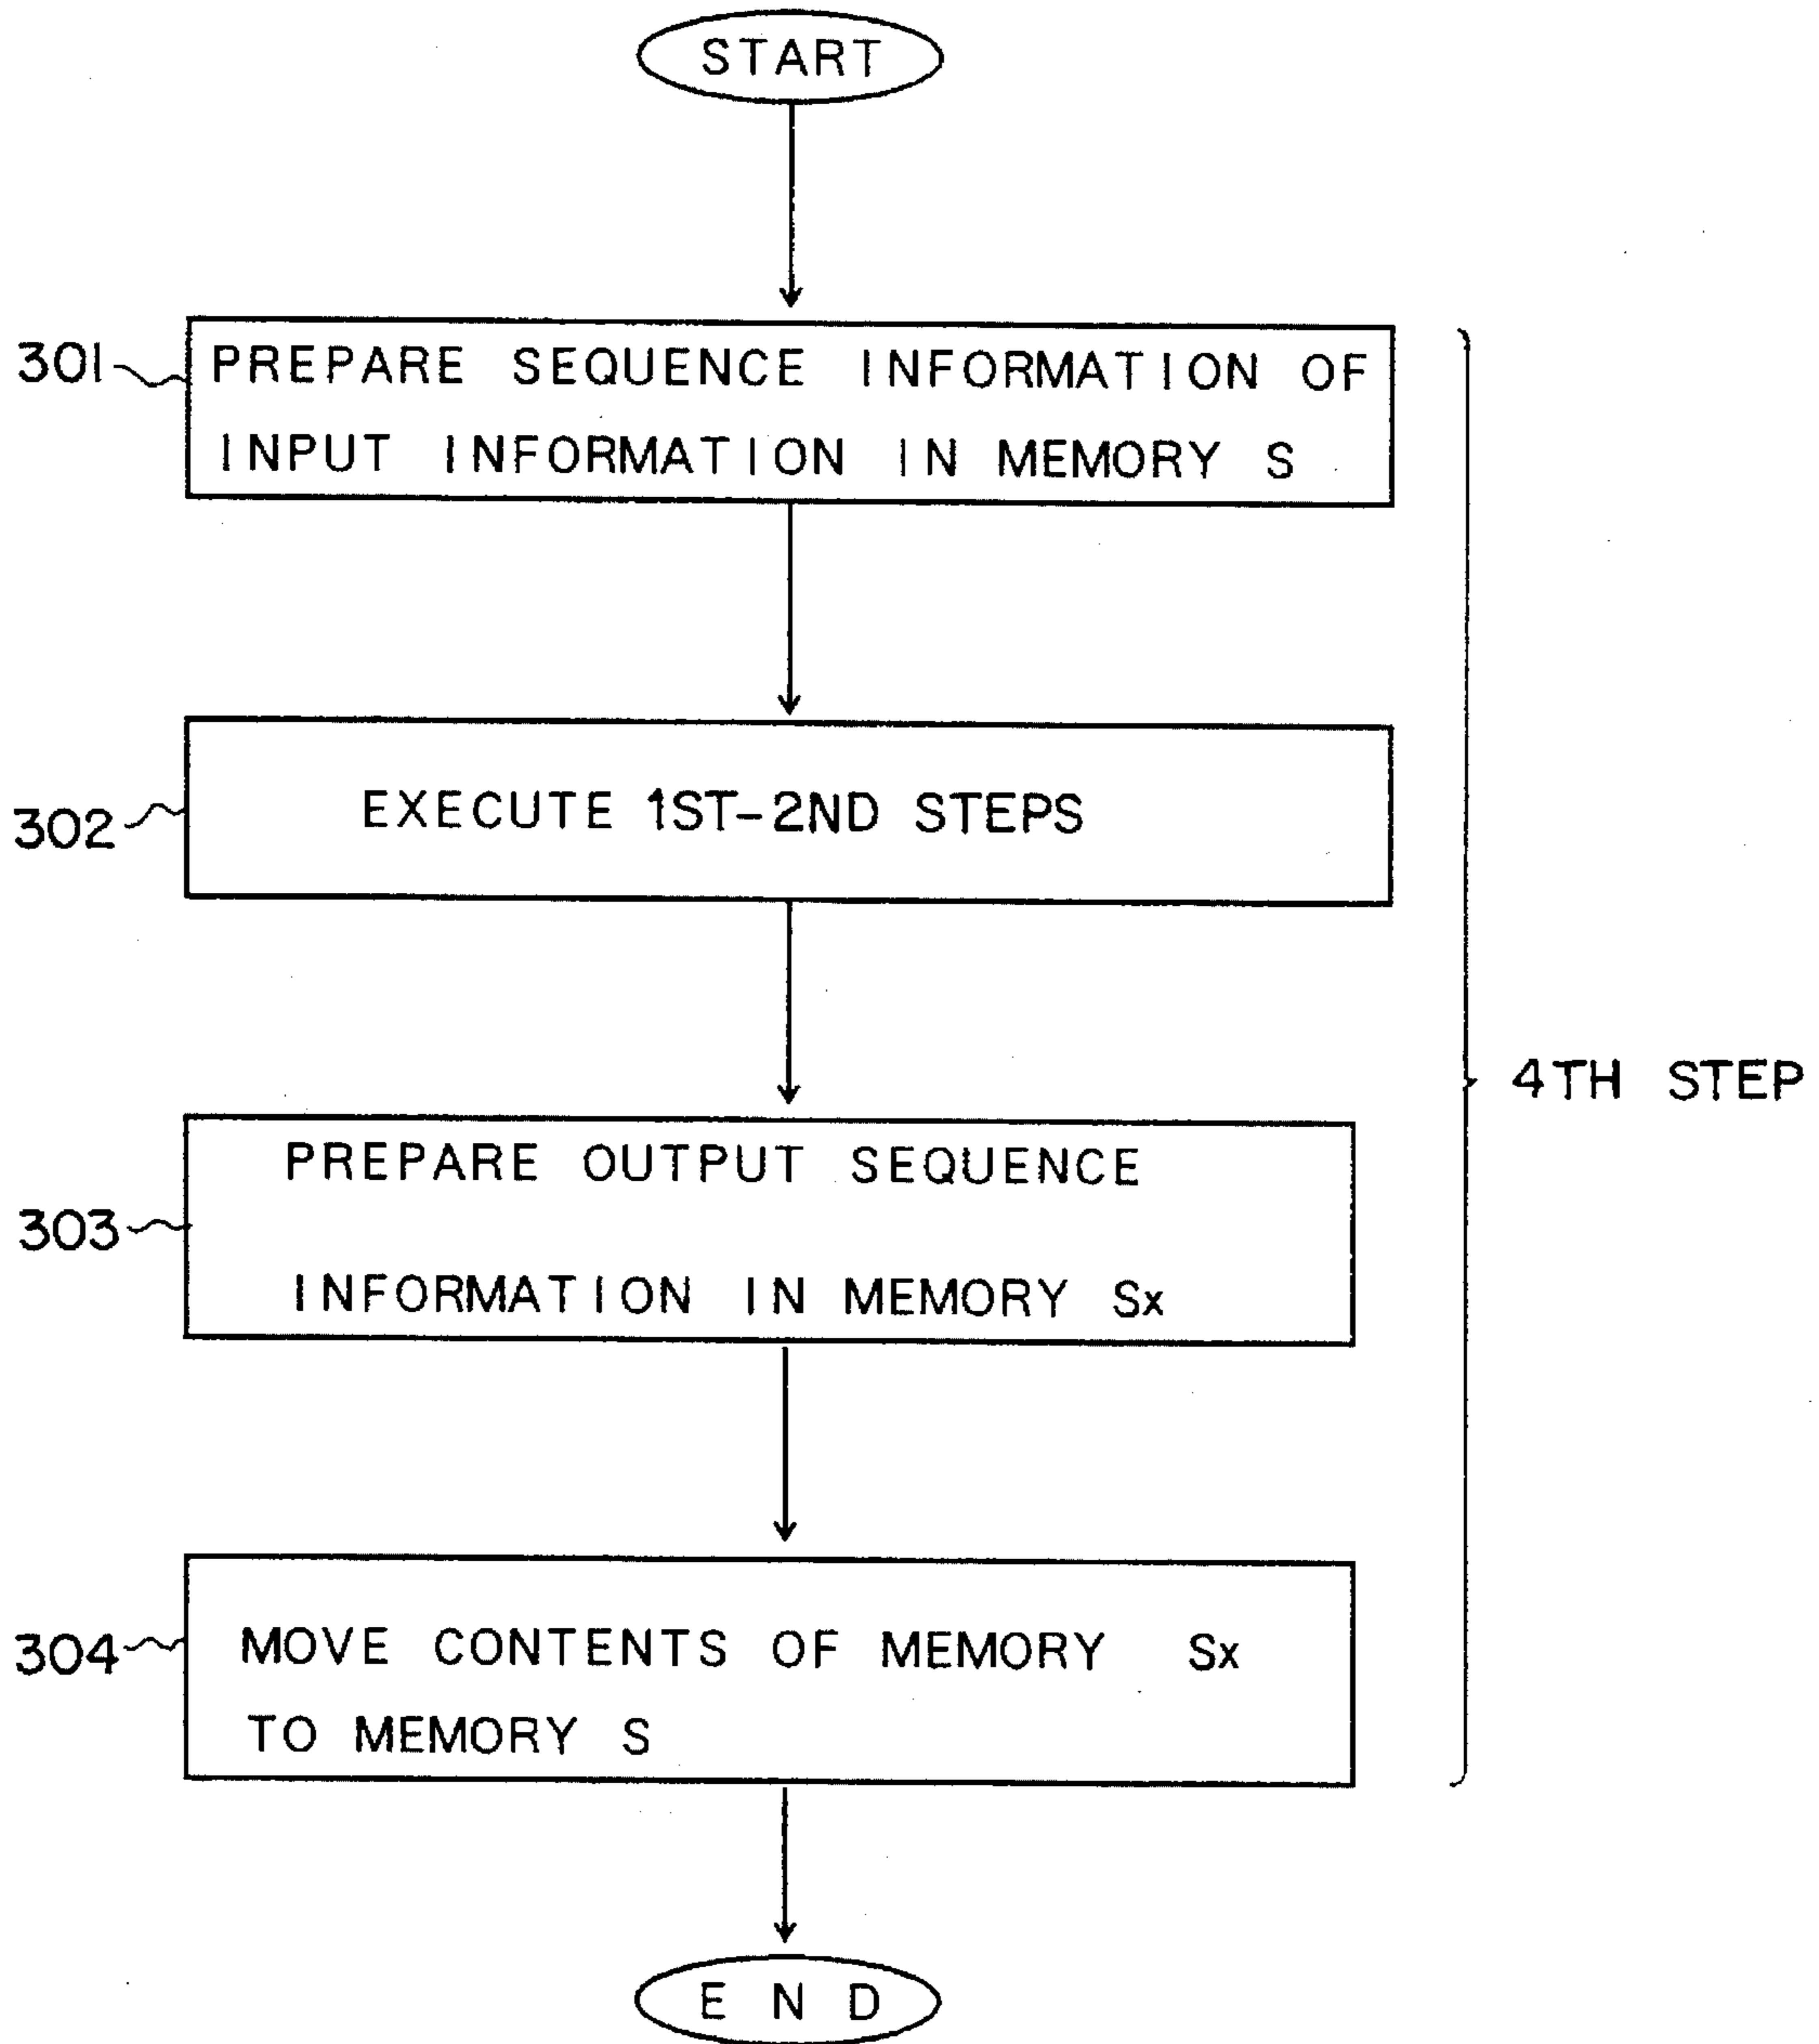 START
301
PREPARE SEQUENCE INFORMATION OF
INPUT INFORMATION IN MEMORY S
302
EXECUTE 1ST-2ND STEPS
303
PREPARE OUTPUT SEQUENCE
INFORMATION IN MEMORY Sx
304
MOVE CONTENTS OF MEMORY Sx
TO MEMORY S
4TH STEP
END